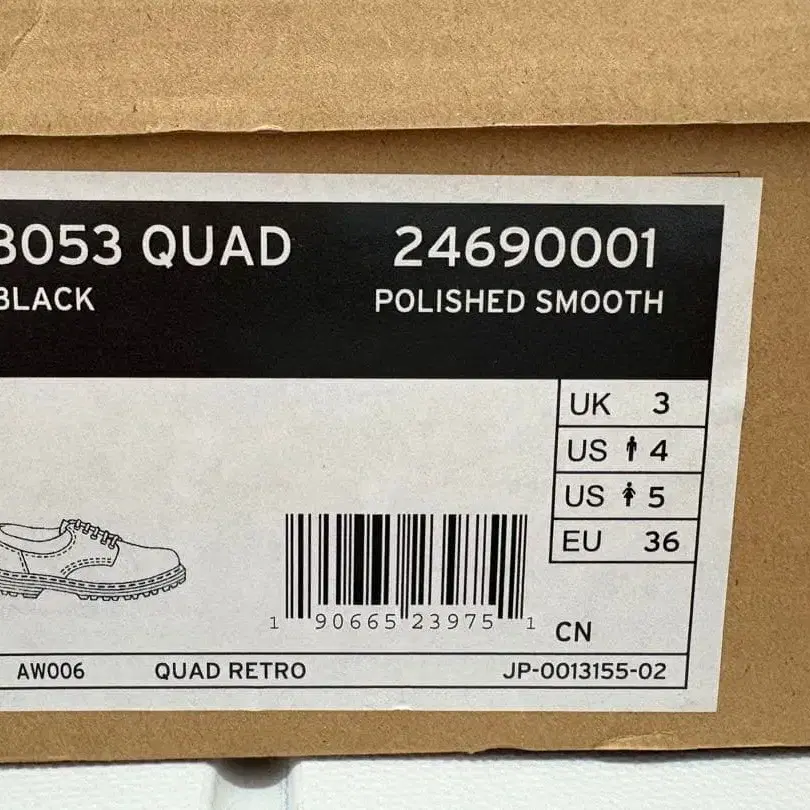 8053 QUAD 24690001
BLACK POLISHED SMOOTH
UK 3
US 4
US 5
EU 36
1 90665 23975 1
CN
AW006 QUAD RETRO JP-0013155-02